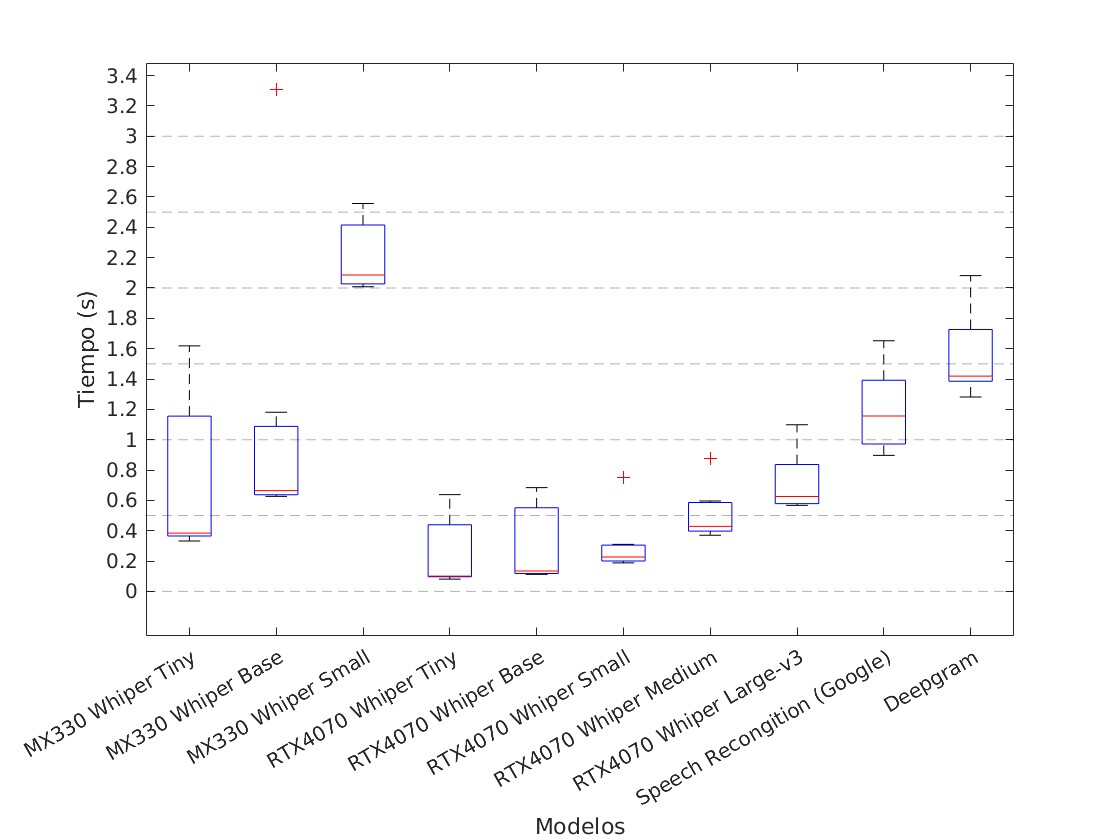 3.4
3.2
3
2.8
2.6
2.4
2.2
2
1.8
1.6
1.4
1.2
1
0.8
0.6
0.4
0.2
0
Tiempo (s)
MX330 Whiper Tiny
MX330 Whiper Base
MX330 Whiper Small
RTX4070 Whiper Tiny
RTX4070 Whiper Base
RTX4070 Whiper Small
RTX4070 Whiper Medium
RTX4070 Whiper Large-v3
Speech Recongition (Google)
Deepgram
Modelos